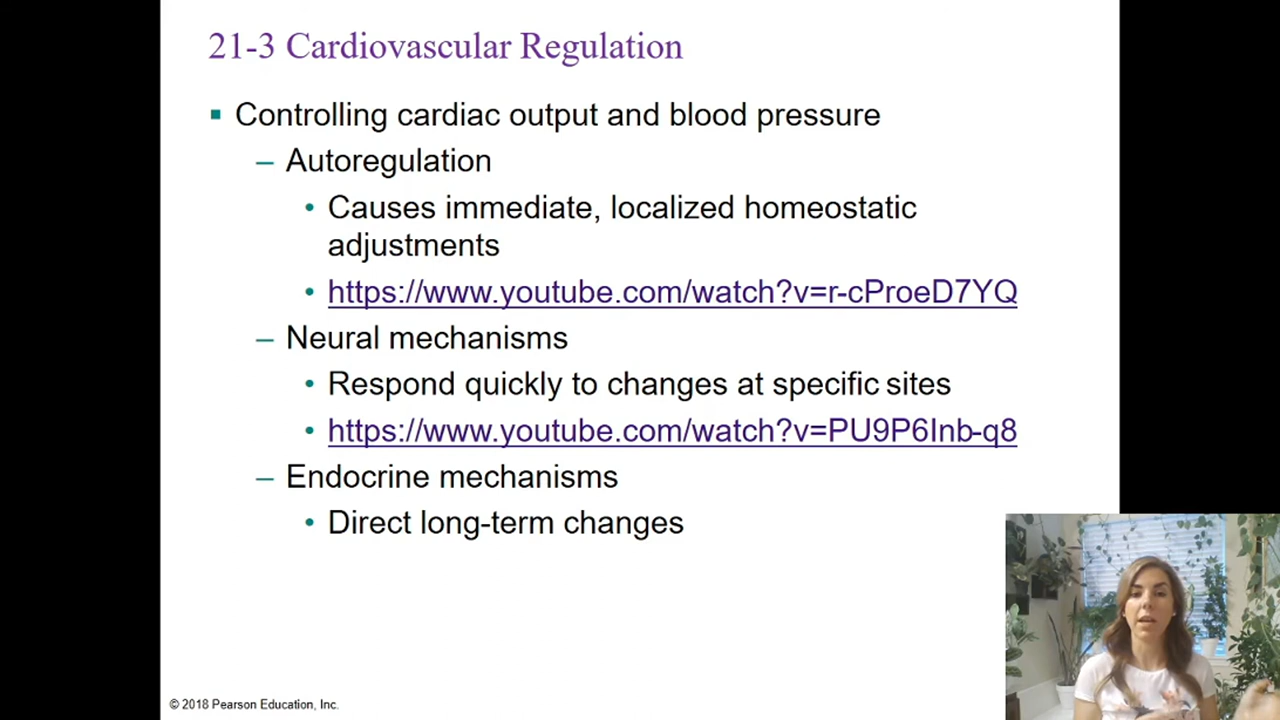 21-3 Cardiovascular Regulation
▪ Controlling cardiac output and blood pressure
– Autoregulation
• Causes immediate, localized homeostatic
adjustments
• https://www.youtube.com/watch?v=r-cProeD7YQ
– Neural mechanisms
• Respond quickly to changes at specific sites
• https://www.youtube.com/watch?v=PU9P6Inb-q8
– Endocrine mechanisms
• Direct long-term changes
© 2018 Pearson Education, Inc.